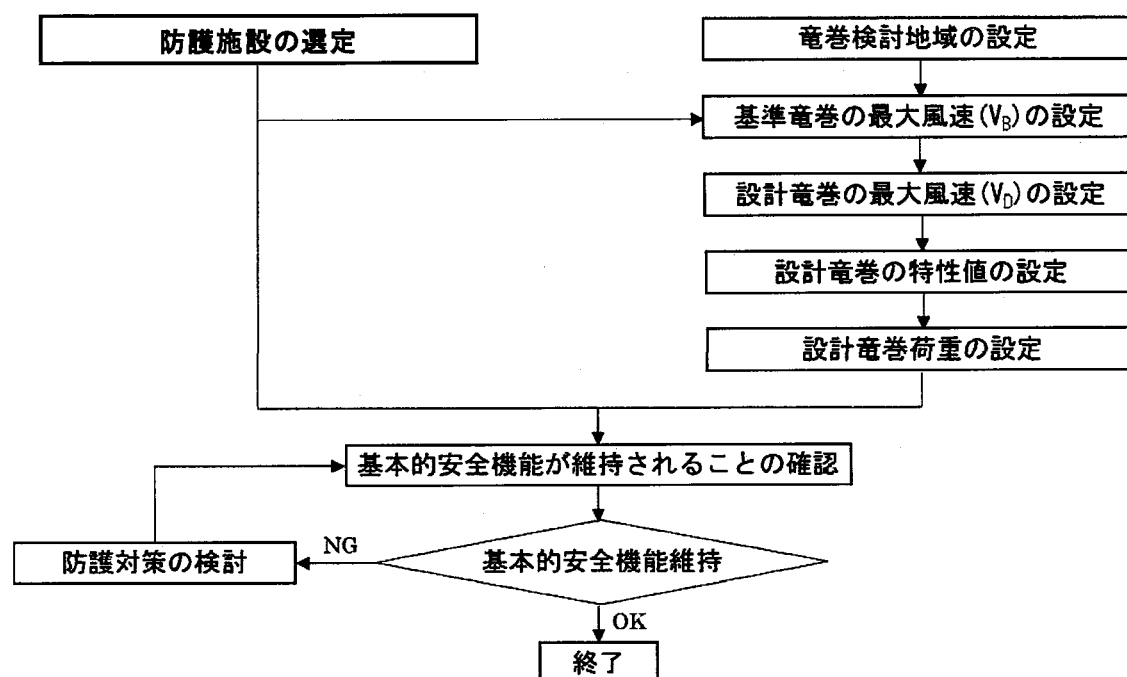 防護施設の選定
竜巻検討地域の設定
基準竜巻の最大風速(VB)の設定
設計竜巻の最大風速(VD)の設定
設計竜巻の特性値の設定
設計竜巻荷重の設定
基本的安全機能が維持されることの確認
防護対策の検討
NG
基本的安全機能維持
OK
終了